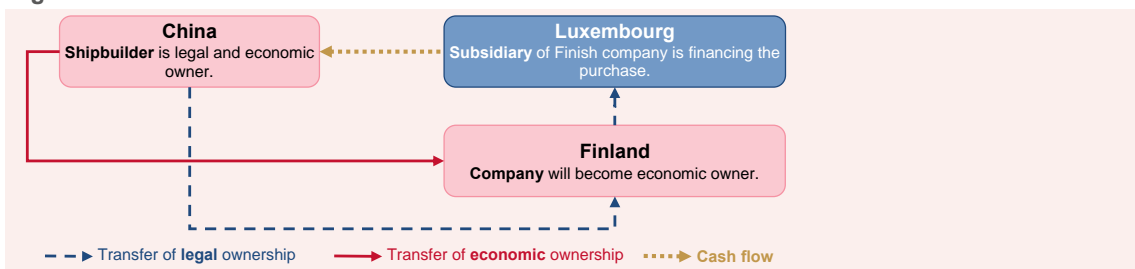 China
Shipbuilder is legal and economic
owner.
Luxembourg
Subsidiary of Finish company is financing the
purchase.
Finland
Company will become economic owner.
Transfer of legal ownership
Transfer of economic ownership
Cash flow